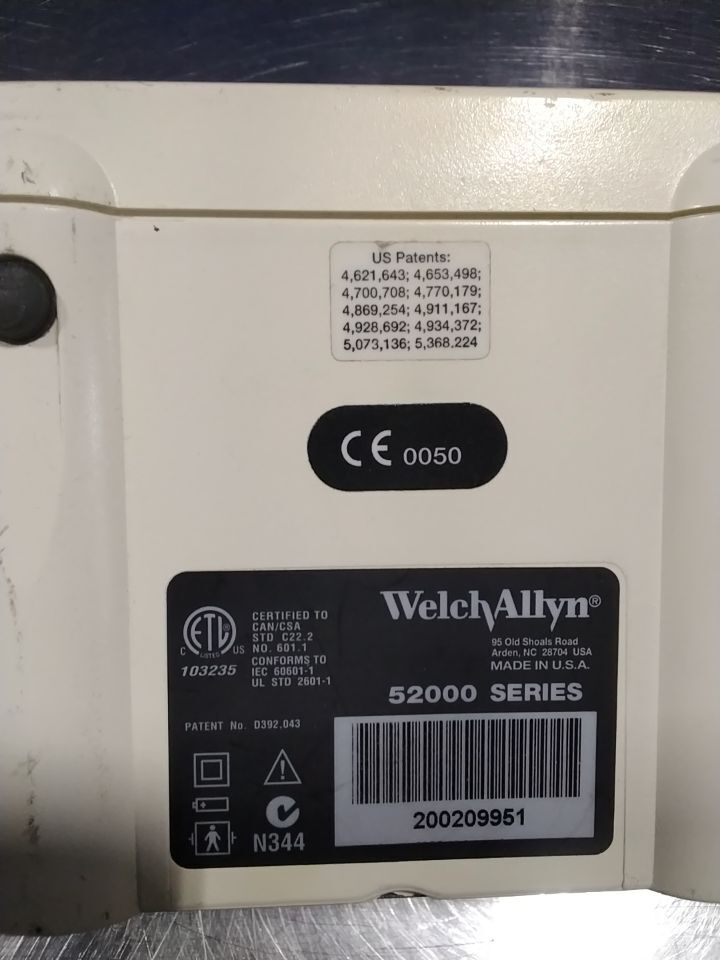 US Patents:
4,621,643; 4,653,498;
4,700,708; 4,770,179;
4,869,254; 4,911,167;
4,928,692; 4,934,372;
5,073,136; 5,368.224
CE 0050
WelchAllyn®
95 Old Shoals Road
Arden, NC 28704 USA
MADE IN U.S.A.
52000 SERIES
C ETL US
LISTED
103235
CERTIFIED TO
CAN/CSA
STD C22.2
NO. 601.1
CONFORMS TO
IEC 60601-1
UL STD 2601-1
PATENT No. D392,043
N344
200209951